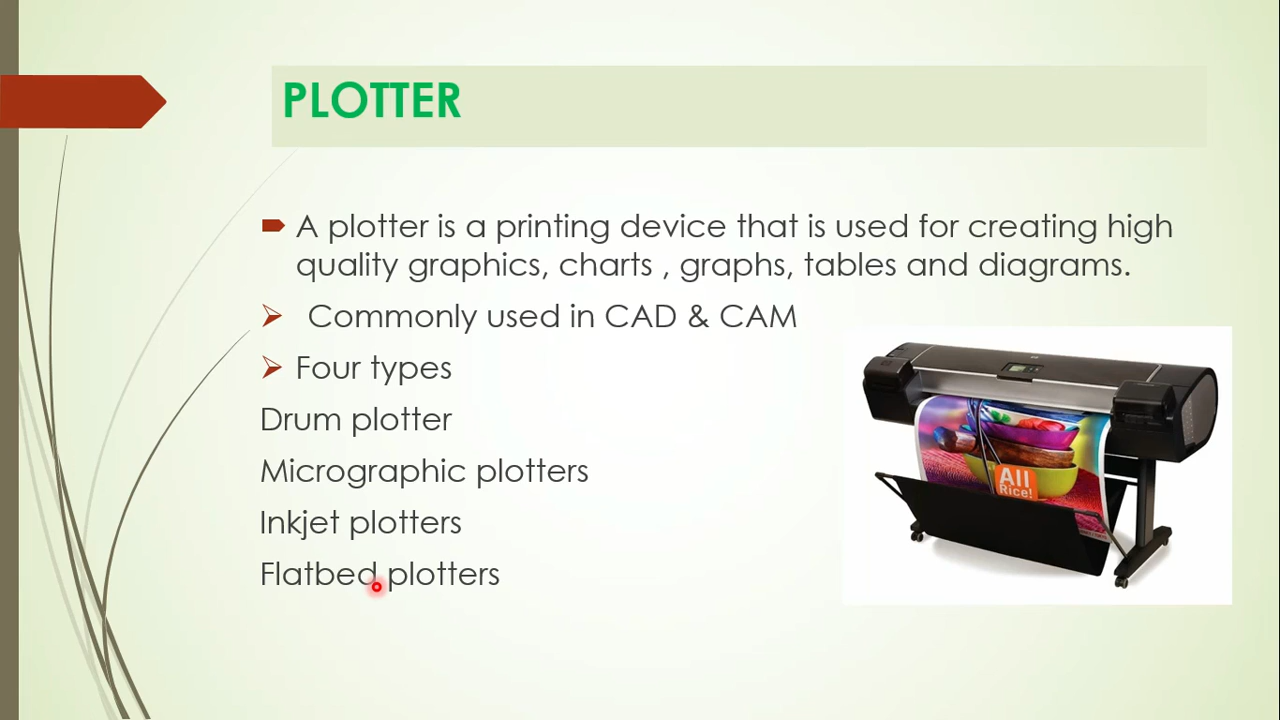 PLOTTER
A plotter is a printing device that is used for creating high
quality graphics, charts , graphs, tables and diagrams.
Commonly used in CAD & CAM
Four types
Drum plotter
Micrographic plotters
Inkjet plotters
Flatbed plotters
All
Rice!